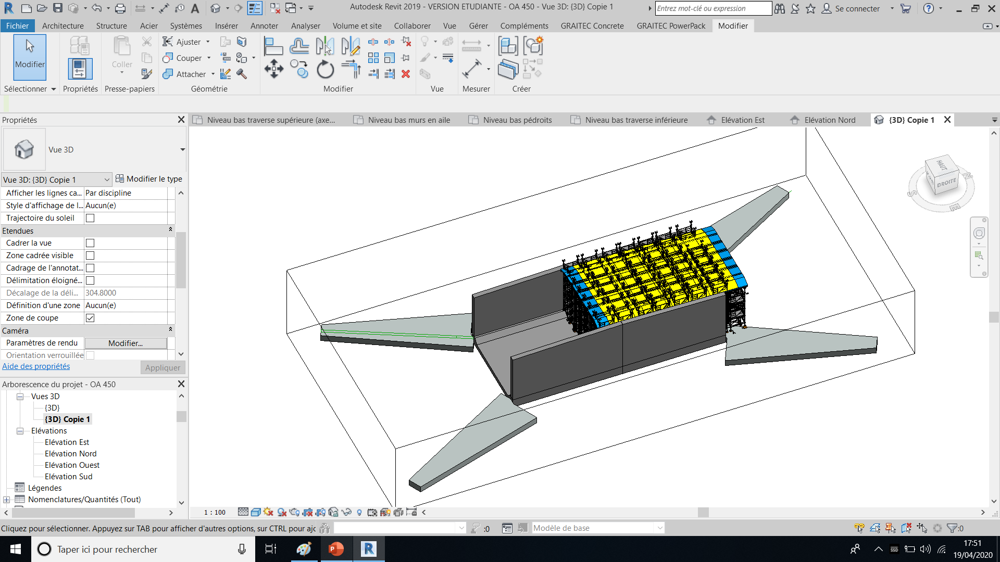 Autodesk Revit 2019 - VERSION ETUDIANTE - OA 450 - Vue 3D: {3D} Copie 1
Entrez mot-clé ou expression
Se connecter
Fichier Architecture Structure Acier Systèmes Insérer Annoter Analyser Volume et site Collaborer Vue Gérer Compléments GRAITEC Concrete GRAITEC PowerPack Modifier
Modifier
Coller
Ajuster
Couper
Attacher
Sélectionner Propriétés Presse-papiers Géométrie Modifier Vue Mesurer Créer
Propriétés
Niveau bas traverse supérieure (axe...
Niveau bas murs en aile
Niveau bas pédroits
Niveau bas traverse inférieure
Elévation Est
Elévation Nord
{3D} Copie 1
Vue 3D
Vue 3D: {3D} Copie 1
Modifier le type
Afficher les lignes ca... Par discipline
Style d'affichage de l... Aucun(e)
Trajectoire du soleil
Etendues
Cadrer la vue
Zone cadrée visible
Cadrage de l'annotat...
Délimitation éloigné...
Décalage de la déli... 304.8000
Définition d'une zone Aucun(e)
Zone de coupe
Caméra
Paramètres de rendu Modifier...
Orientation verrouillée
Aide des propriétés
Appliquer
Arborescence du projet - OA 450
Vues 3D
{3D}
{3D} Copie 1
Elévations
Elévation Est
Elévation Nord
Elévation Ouest
Elévation Sud
Légendes
Nomenclatures/Quantités (Tout)
HAUT
DROITE
S
E
N
1 : 100
Cliquez pour sélectionner. Appuyez sur TAB pour afficher d'autres options, sur CTRL pour ajo
:0
Modèle de base
:0
Taper ici pour rechercher
SSD
17:51
19/04/2020